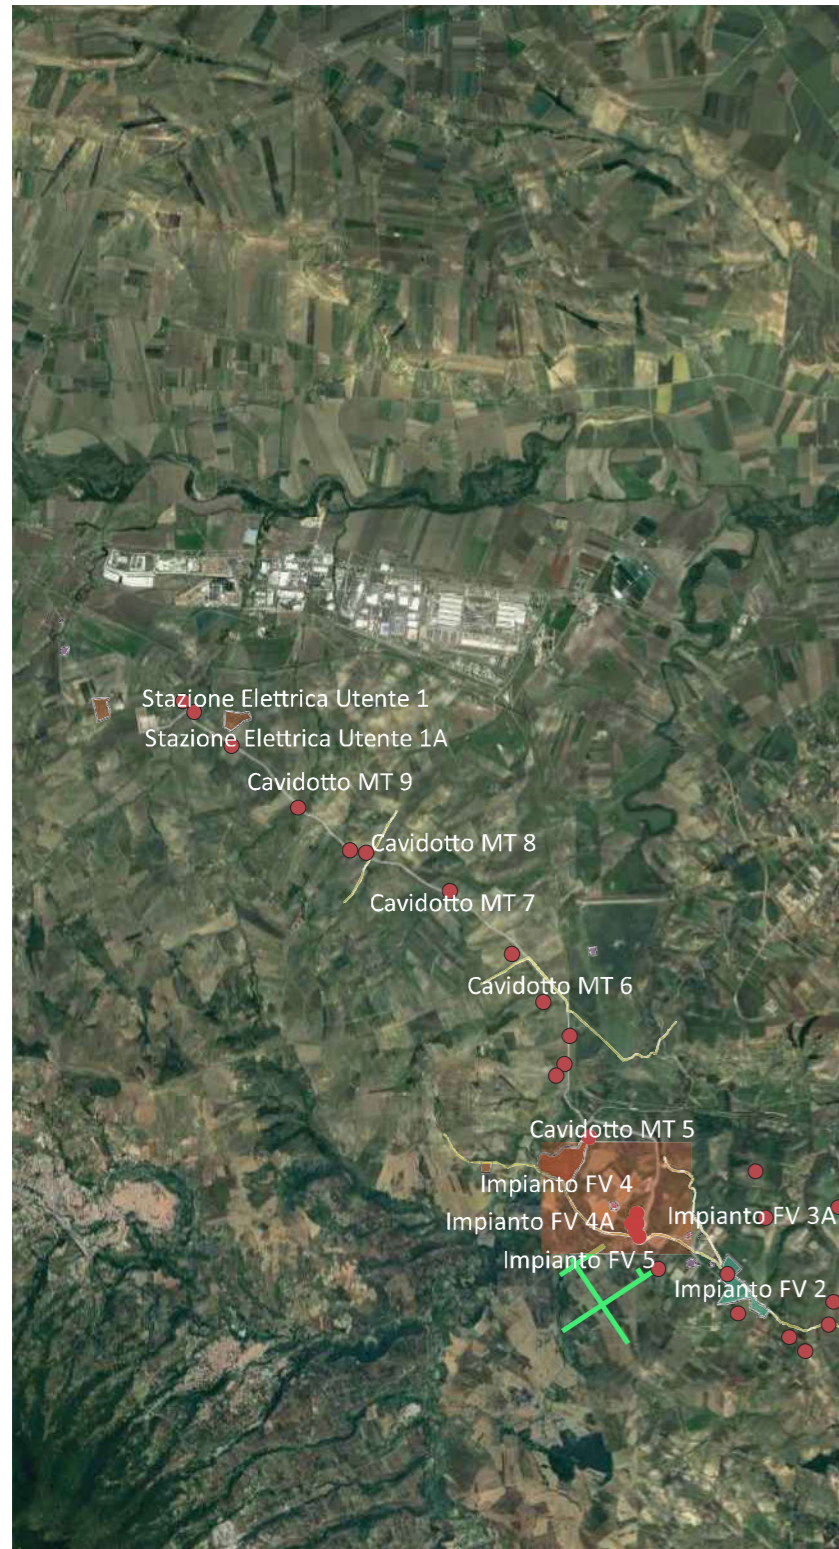 Stazione Elettrica Utente 1
Stazione Elettrica Utente 1A
Cavidotto MT 9
Cavidotto MT 8
Cavidotto MT 7
Cavidotto MT 6
Cavidotto MT 5
Impianto FV 4
Impianto FV 4A
Impianto FV 3A
Impianto FV 5
Impianto FV 2